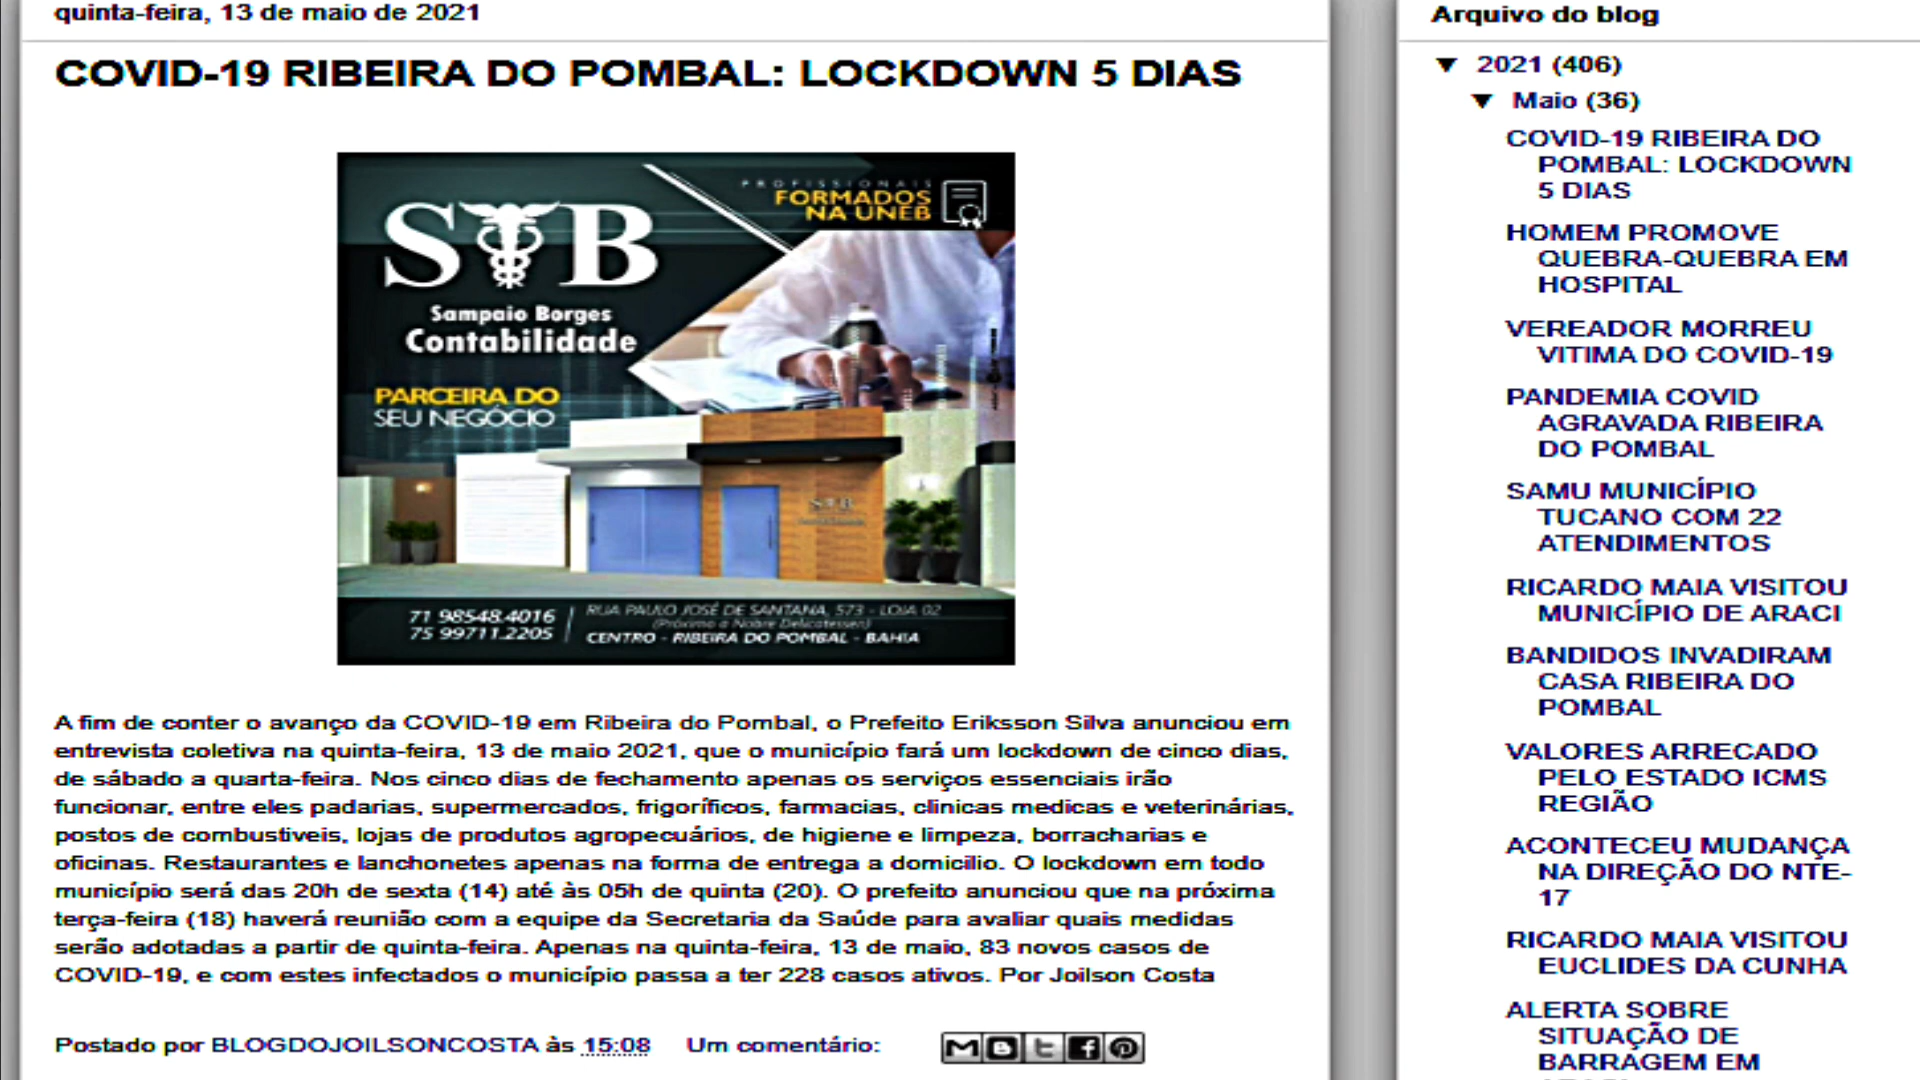 quinta-feira, 13 de maio de 2021
COVID-19 RIBEIRA DO POMBAL: LOCKDOWN 5 DIAS
PROFISSIONAIS
FORMADOS
NA UNEB
S B
Sampaio Borges
Contabilidade
PARCEIRA DO
SEU NEGÓCIO
S B
71 98548.4016
75 99711.2205
RUA PAULO JOSÉ DE SANTANA, 573 - LOJA 02
(Próximo a Nobre Delicatessen)
CENTRO - RIBEIRA DO POMBAL - BAHIA
A fim de conter o avanço da COVID-19 em Ribeira do Pombal, o Prefeito Eriksson Silva anunciou em
entrevista coletiva na quinta-feira, 13 de maio 2021, que o município fará um lockdown de cinco dias,
de sábado a quarta-feira. Nos cinco dias de fechamento apenas os serviços essenciais irão
funcionar, entre eles padarias, supermercados, frigoríficos, farmacias, clinicas medicas e veterinárias,
postos de combustiveis, lojas de produtos agropecuários, de higiene e limpeza, borracharias e
oficinas. Restaurantes e lanchonetes apenas na forma de entrega a domicilio. O lockdown em todo
município será das 20h de sexta (14) até às 05h de quinta (20). O prefeito anunciou que na próxima
terça-feira (18) haverá reunião com a equipe da Secretaria da Saúde para avaliar quais medidas
serão adotadas a partir de quinta-feira. Apenas na quinta-feira, 13 de maio, 83 novos casos de
COVID-19, e com estes infectados o município passa a ter 228 casos ativos. Por Joilson Costa
Postado por BLOGDOJOILSONCOSTA às 15:08 Um comentário:
Arquivo do blog
▼ 2021 (406)
▼ Maio (36)
COVID-19 RIBEIRA DO
POMBAL: LOCKDOWN
5 DIAS
HOMEM PROMOVE
QUEBRA-QUEBRA EM
HOSPITAL
VEREADOR MORREU
VITIMA DO COVID-19
PANDEMIA COVID
AGRAVADA RIBEIRA
DO POMBAL
SAMU MUNICÍPIO
TUCANO COM 22
ATENDIMENTOS
RICARDO MAIA VISITOU
MUNICÍPIO DE ARACI
BANDIDOS INVADIRAM
CASA RIBEIRA DO
POMBAL
VALORES ARRECADO
PELO ESTADO ICMS
REGIÃO
ACONTECEU MUDANÇA
NA DIREÇÃO DO NTE-
17
RICARDO MAIA VISITOU
EUCLIDES DA CUNHA
ALERTA SOBRE
SITUAÇÃO DE
BARRAGEM EM